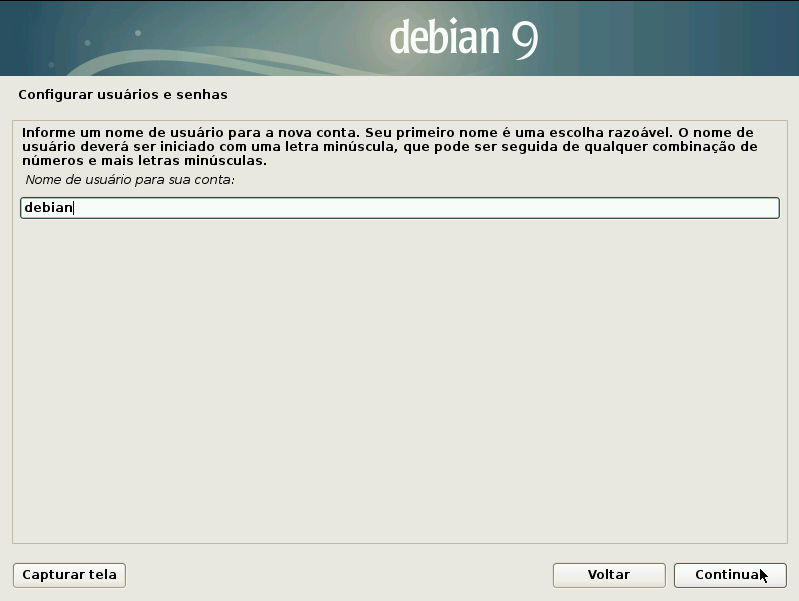 debian 9
Configurar usuários e senhas
Informe um nome de usuário para a nova conta. Seu primeiro nome é uma escolha razoável. O nome de
usuário deverá ser iniciado com uma letra minúscula, que pode ser seguida de qualquer combinação de
números e mais letras minúsculas.
Nome de usuário para sua conta:
debian
Capturar tela
Voltar
Continuar